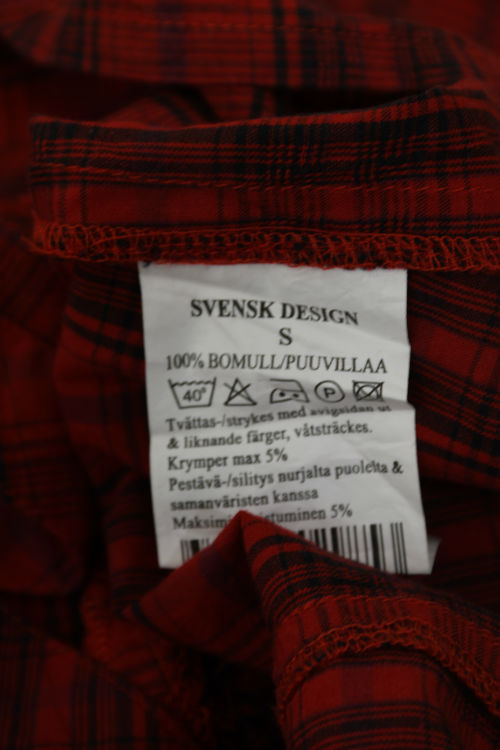 SVENSK DESIGN
S
100% BOMULL/PUUVILLAA
40° P
Tvättas-/strykes med avigsidan ut
& liknande färger, våtsträckes.
Krymper max 5%
Pestävä-/silitys nurjalta puolelta &
samanväristen kanssa
5%